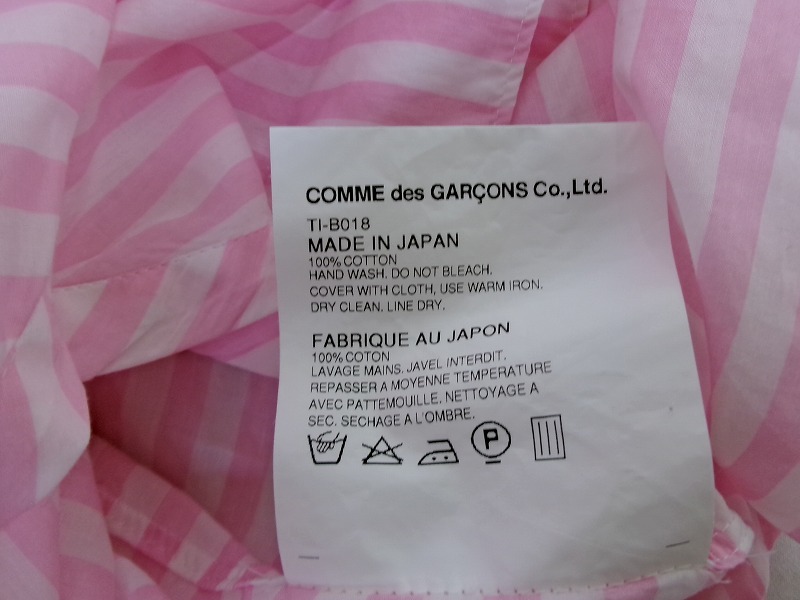 COMME des GARÇONS Co.,Ltd.
TI-B018
MADE IN JAPAN
100% COTTON
HAND WASH. DO NOT BLEACH.
COVER WITH CLOTH, USE WARM IRON.
DRY CLEAN. LINE DRY.
FABRIQUE AU JAPON
100% COTON
LAVAGE MAINS. JAVEL INTERDIT.
REPASSER A MOYENNE TEMPERATURE
AVEC PATTEMOUILLE. NETTOYAGE A
SEC. SECHAGE A L'OMBRE.
P